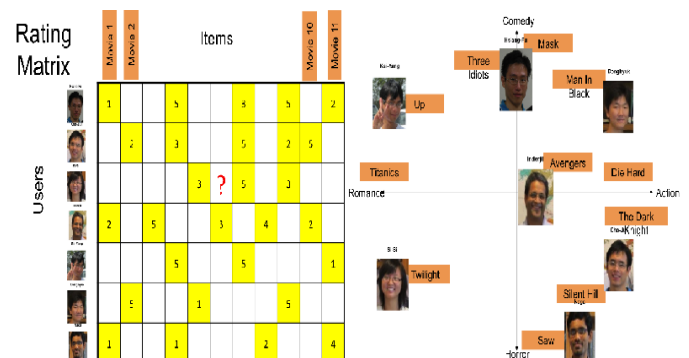 Rating
Matrix
Items
Movie 1
Movie 2
Movie 10
Movie 11
Users
1 5 3 5 2
2 3 5 2 5
3 ? 5 3
2 5 3 4 2
5 5 1
5 1 5
1 1 2 4
Comedy
Mask
Three
Idiots
Man In
Black
Up
Avengers
Titanics
Die Hard
Romance
Action
The Dark
Knight
Si Si
Twilight
Silent Hill
Saw
Horror